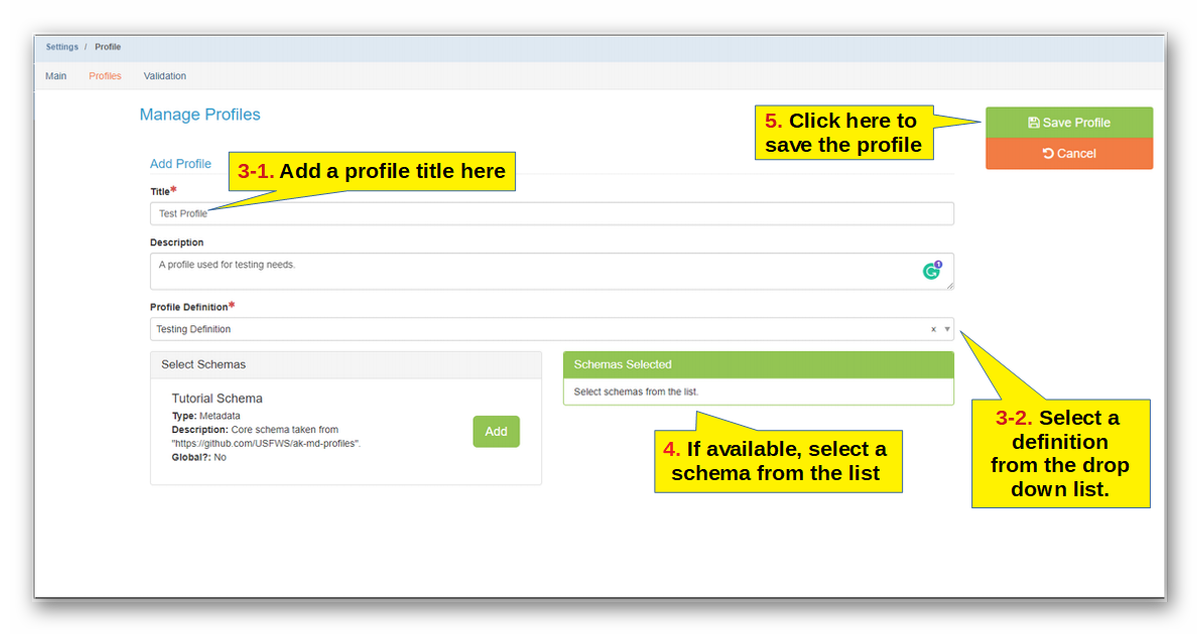 Settings / Profile
Main Profiles Validation
Manage Profiles
5. Click here to
save the profile
Save Profile
Cancel
Add Profile
3-1. Add a profile title here
Title*
Test Profile
Description
A profile used for testing needs.
1
Profile Definition*
Testing Definition
x
Select Schemas
Tutorial Schema
Type: Metadata
Description: Core schema taken from
"https://github.com/USFWS/ak-md-profiles".
Global?: No
Add
Schemas Selected
Select schemas from the list.
4. If available, select a
schema from the list
3-2. Select a
definition
from the drop
down list.